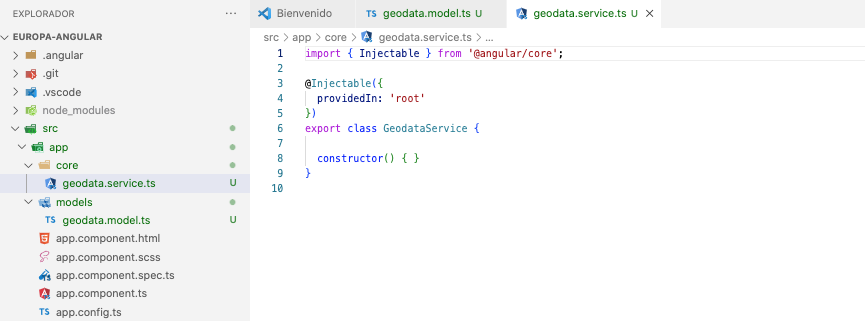 EXPLORADOR ...
EUROPA-ANGULAR
.angular
.git
.vscode
node_modules
src
app
core
geodata.service.ts U
models
TS geodata.model.ts U
app.component.html
app.component.scss
app.component.spec.ts
TS app.component.ts
TS app.config.ts
Bienvenido
TS geodata.model.ts U
geodata.service.ts U ×
src > app > core > geodata.service.ts > ...
1 import { Injectable } from '@angular/core';
2
3 @Injectable({
4 providedIn: 'root'
5 })
6 export class GeodataService {
7
8 constructor() { }
9 }
10